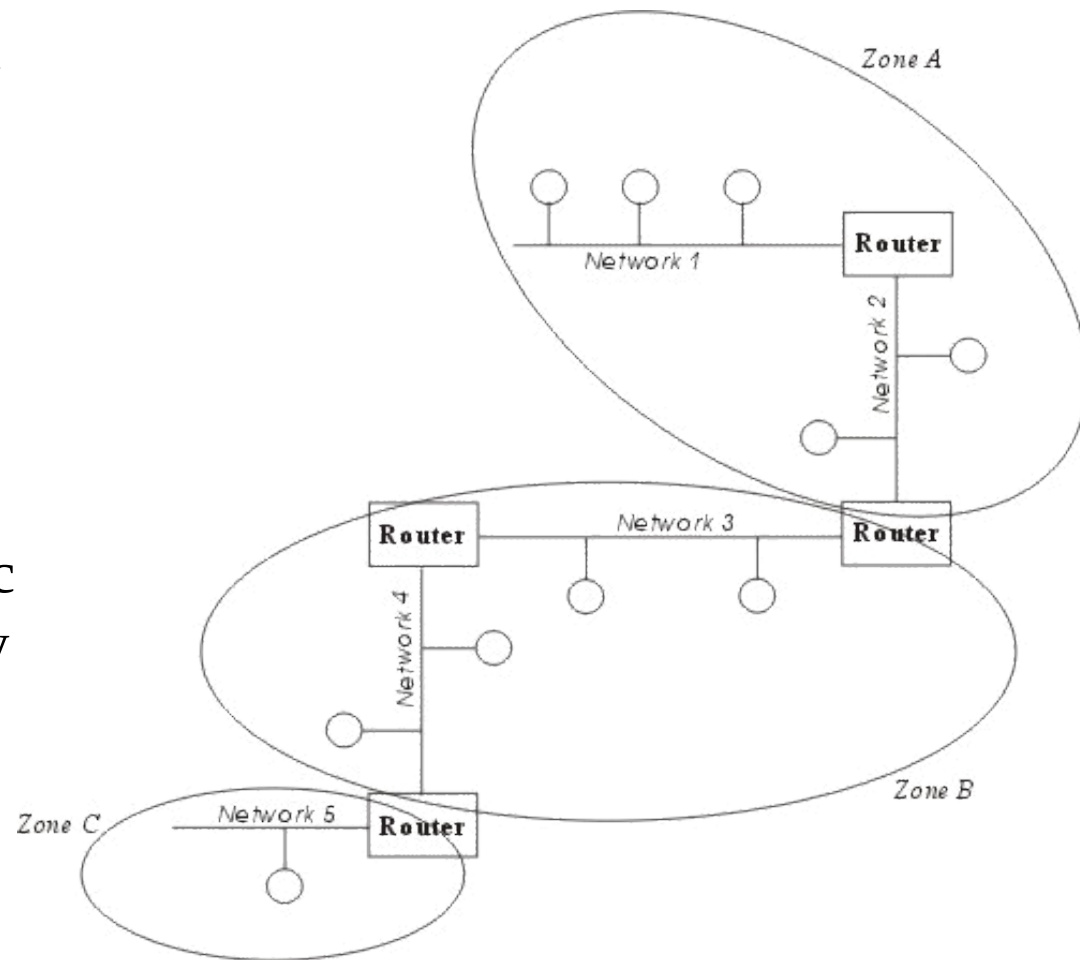 Zone A
Router
Network 1
Network 2
Router
Network 3
Router
Network 4
Zone B
Zone C
Network 5
Router